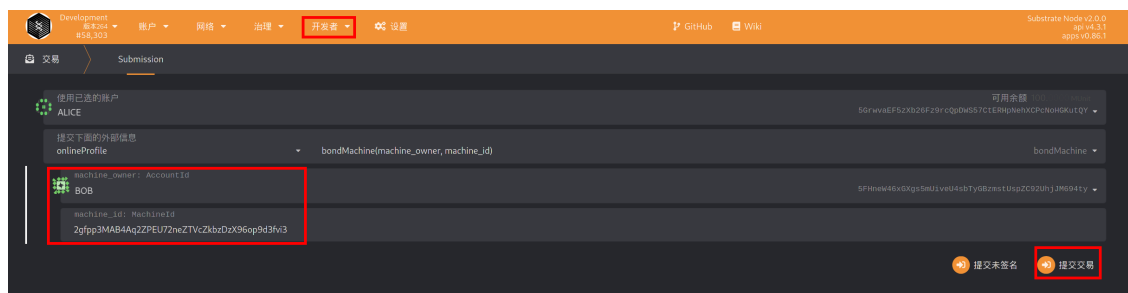 Development
版本264
#58,303
账户
网络
治理
开发者
设置
GitHub
Wiki
Substrate Node v2.0.0
api v4.3.1
apps v0.86.1
交易
Submission
使用已选的账户
ALICE
可用余额
5GrwvaEF5zXb26Fz9rcQpDWS57CtERHpNehXCPcNoHGKutQY
提交下面的外部信息
onlineProfile
bondMachine(machine_owner, machine_id)
bondMachine
machine_owner: AccountId
BOB
5FHneW46xGXgs5mUiveU4sbTyGBzmstUspZC92UhjJM694ty
machine_id: MachineId
2gfpp3MAB4Aq2ZPEU72neZTVcZkbzDzX96op9d3fvi3
提交未签名
提交交易